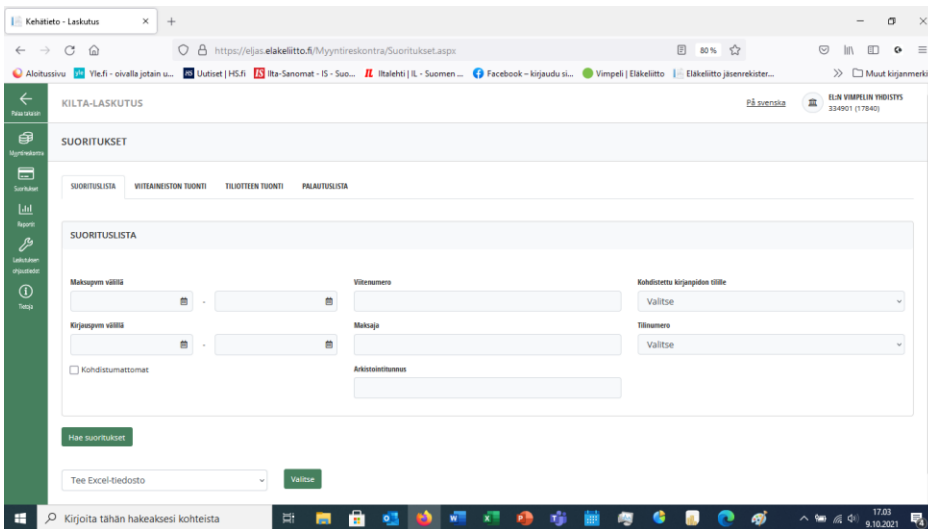 Kehätieto - Laskutus
https://eljas.elakeliitto.fi/Myyntireskontra/Suoritukset.aspx
80%
Aloitussivu
Yle.fi - oivalla jotain u...
HS Uutiset | HS.fi
IS Ilta-Sanomat - IS - Suo...
IL Iltalehti | IL - Suomen ...
Facebook – kirjaudu si...
Vimpeli | Eläkeliitto
Eläkeliitto jäsenrekister...
Muut kirjanmerki
Palaa takaisin
KILTA-LASKUTUS
På svenska
EL:N VIMPELIN YHDISTYS
334901 (17840)
Myyntireskontra
SUORITUKSET
Suoritukset
SUORITUSLISTA
VIITEAINEISTON TUONTI
TILIOTTEEN TUONTI
PALAUTUSLISTA
Raportit
SUORITUSLISTA
Laskutuksen
ohjaustiedot
Maksupvm välillä
Viitenumero
Kohdistettu kirjanpidon tilille
-
Valitse
Tietoja
Kirjauspvm välillä
Maksaja
Tilinumero
-
Valitse
Kohdistumattomat
Arkistointitunnus
Hae suoritukset
Tee Excel-tiedosto
Valitse
Kirjoita tähän hakeaksesi kohteista
17.03
9.10.2021